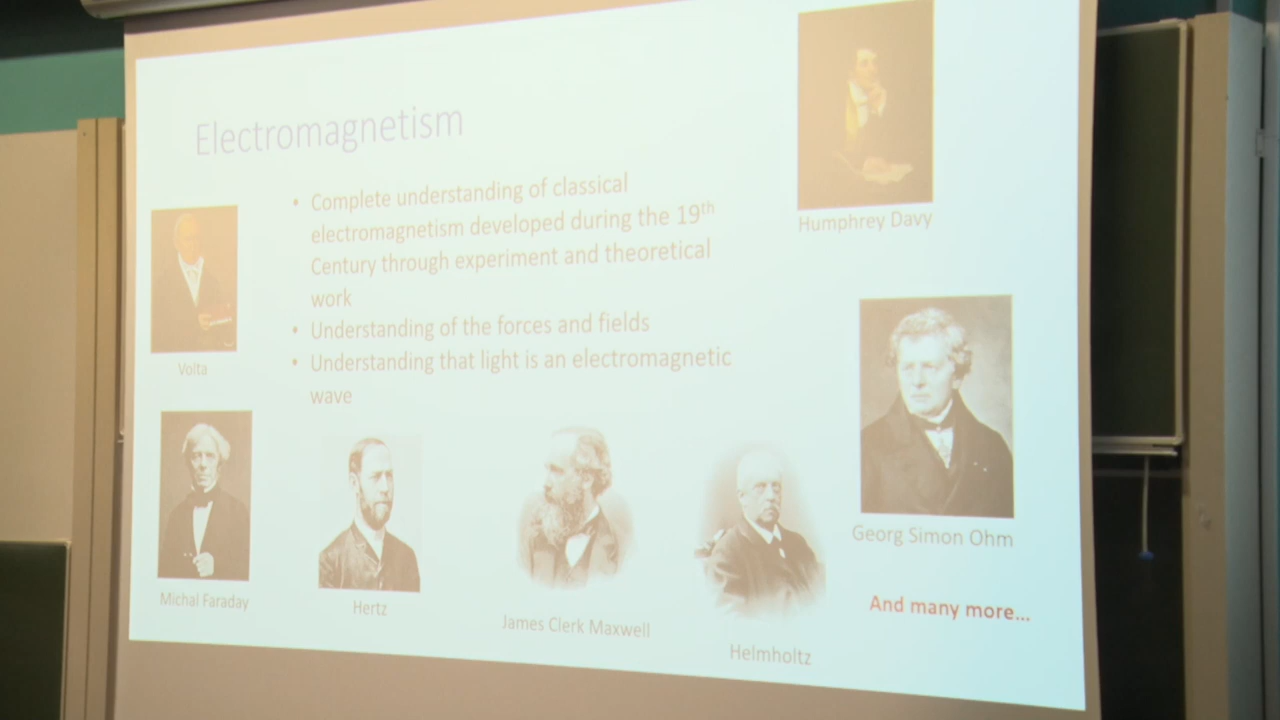 Electromagnetism
• Complete understanding of classical
electromagnetism developed during the 19th
Century through experiment and theoretical
work
• Understanding of the forces and fields
• Understanding that light is an electromagnetic
wave
Humphrey Davy
Volta
Georg Simon Ohm
Michal Faraday
Hertz
James Clerk Maxwell
Helmholtz
And many more...